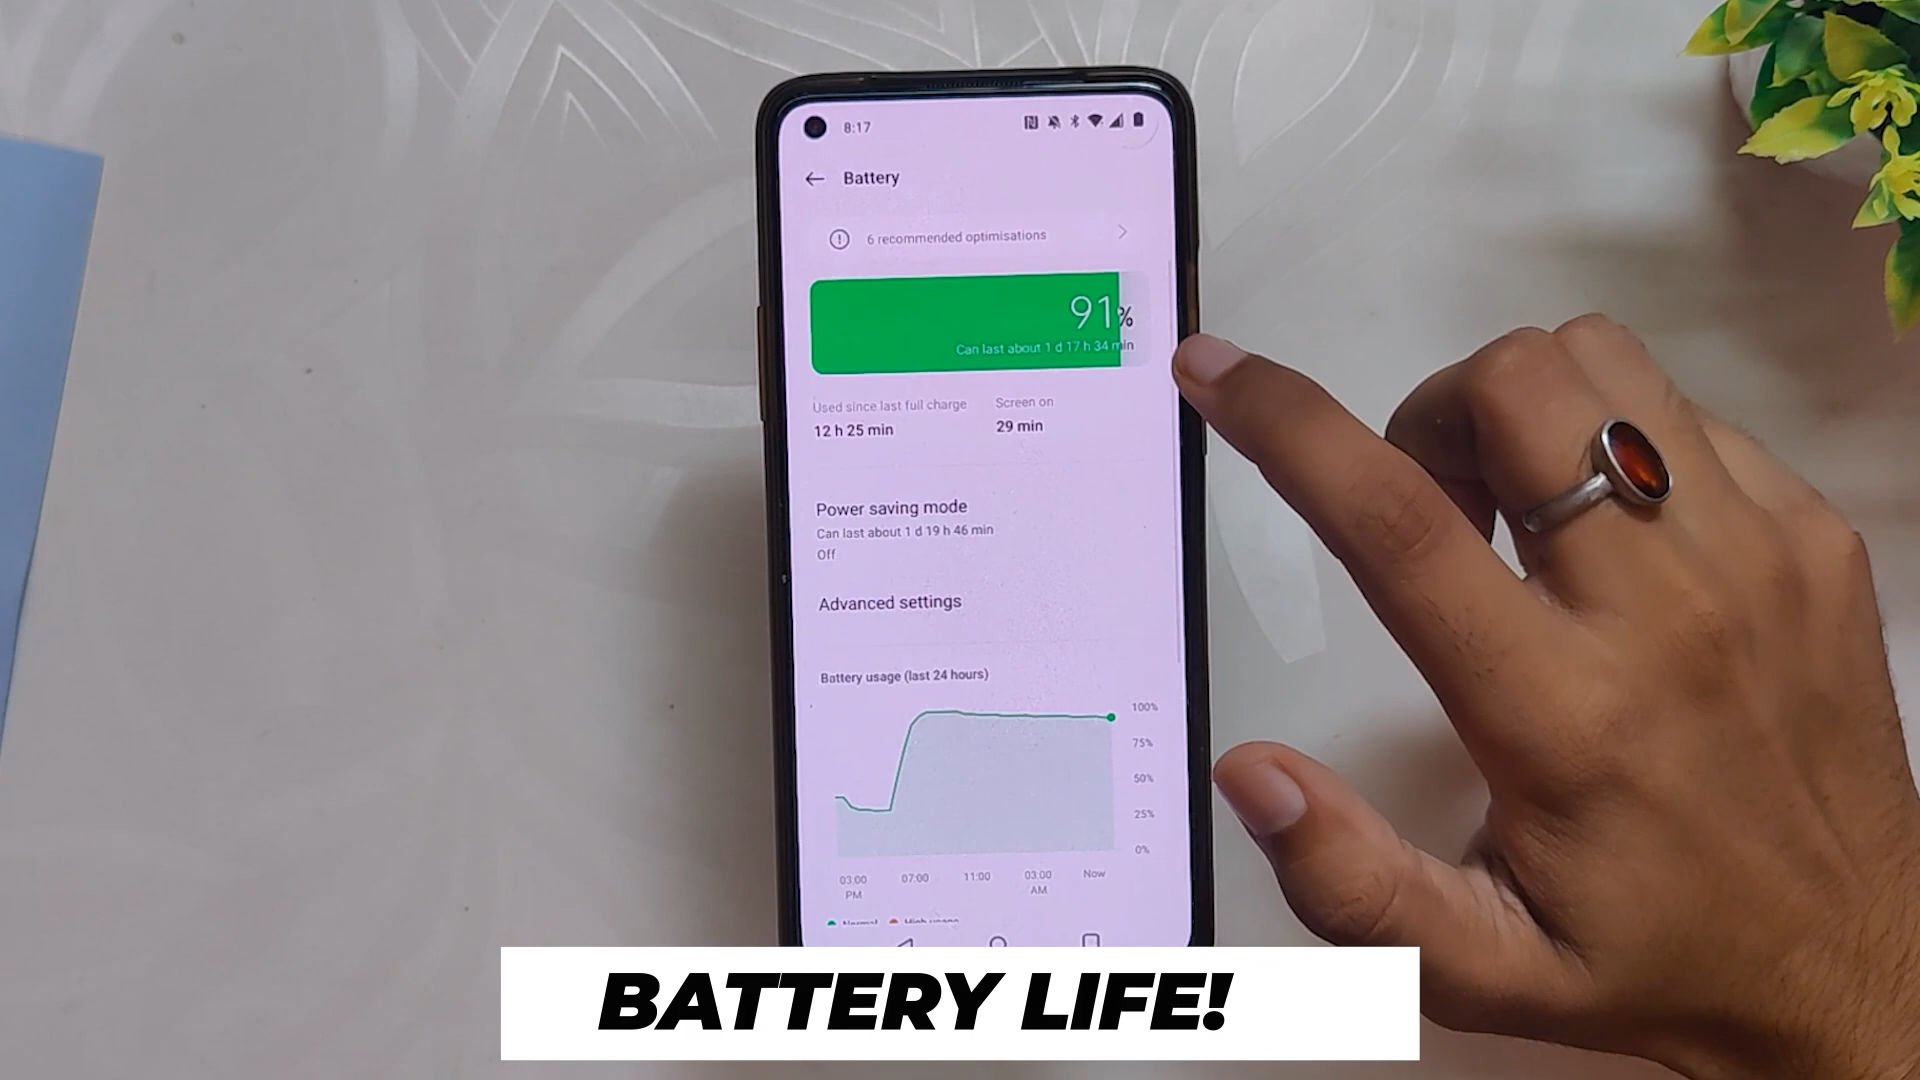 8:17
Battery
6 recommended optimisations
91%
Can last about 1 d 17 h 34 min
Used since last full charge
12 h 25 min
Screen on
29 min
Power saving mode
Can last about 1 d 19 h 46 min
Off
Advanced settings
Battery usage (last 24 hours)
100%
75%
50%
25%
0%
03:00 PM
07:00
11:00
03:00 AM
Now
Normal
High usage
BATTERY LIFE!